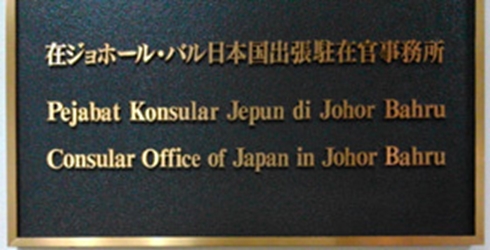 在ジョホール・バル日本国出張駐在官事務所
Pejabat Konsular Jepun di Johor Bahru
Consular Office of Japan in Johor Bahru